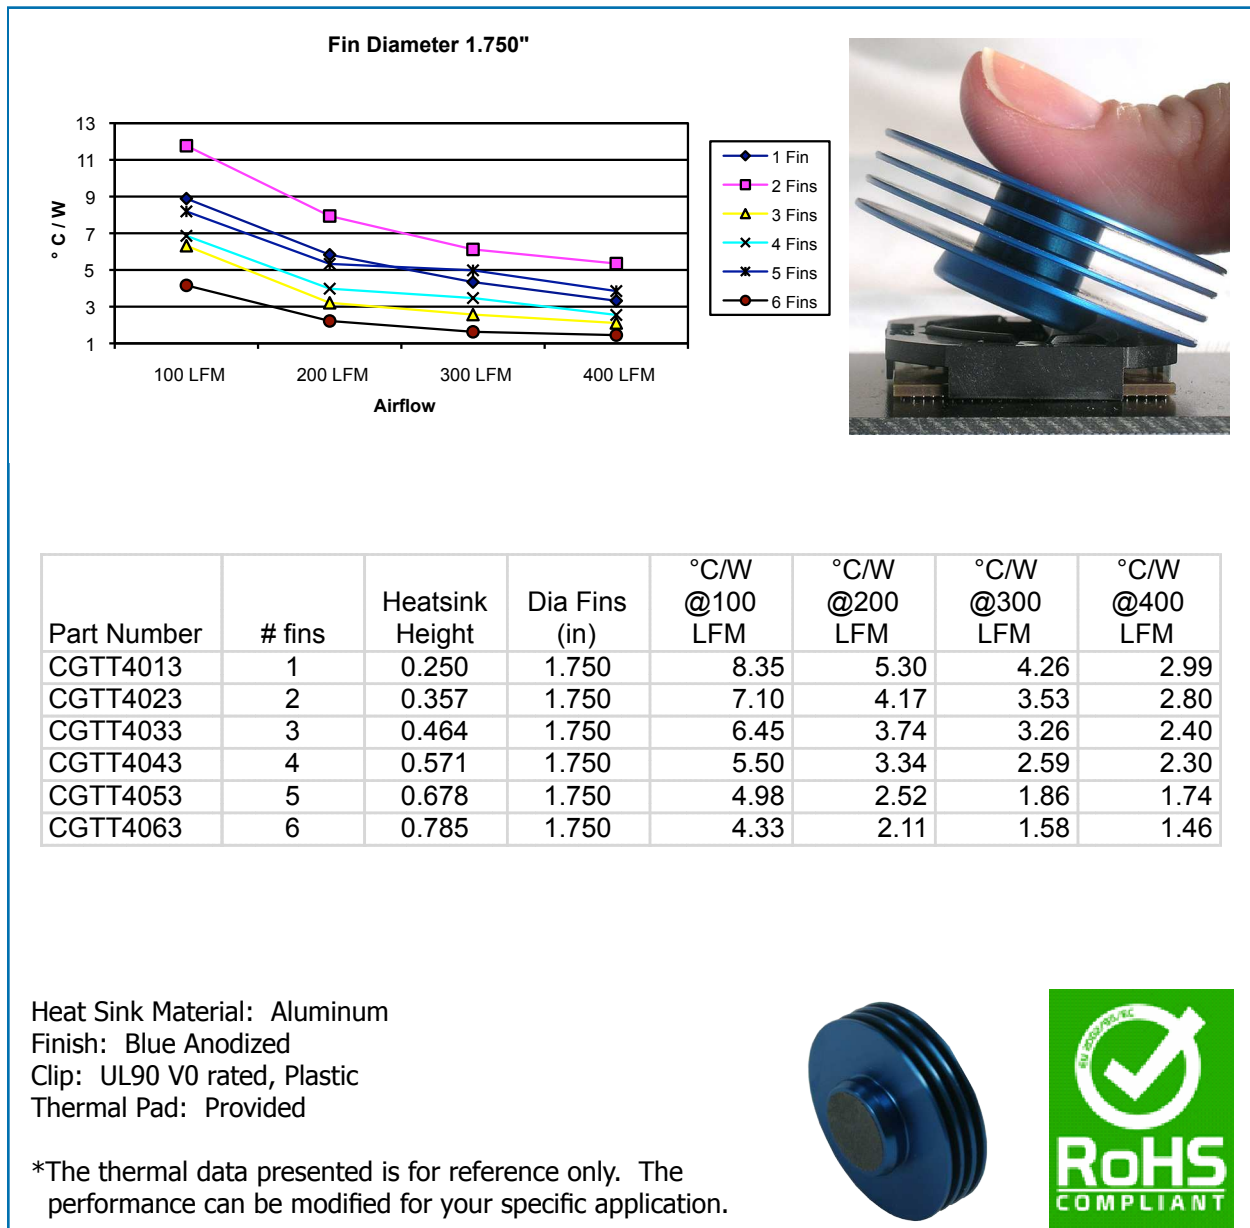 Fin Diameter 1.750"
13
11
9
7
5
3
1
° C / W
100 LFM 200 LFM 300 LFM 400 LFM
Airflow
1 Fin
2 Fins
3 Fins
4 Fins
5 Fins
6 Fins
Part Number # fins Heatsink Height Dia Fins (in) °C/W @100 LFM °C/W @200 LFM °C/W @300 LFM °C/W @400 LFM
CGTT4013 1 0.250 1.750 8.35 5.30 4.26 2.99
CGTT4023 2 0.357 1.750 7.10 4.17 3.53 2.80
CGTT4033 3 0.464 1.750 6.45 3.74 3.26 2.40
CGTT4043 4 0.571 1.750 5.50 3.34 2.59 2.30
CGTT4053 5 0.678 1.750 4.98 2.52 1.86 1.74
CGTT4063 6 0.785 1.750 4.33 2.11 1.58 1.46
Heat Sink Material: Aluminum
Finish: Blue Anodized
Clip: UL90 V0 rated, Plastic
Thermal Pad: Provided
*The thermal data presented is for reference only. The
performance can be modified for your specific application.
EU 2002/95/EC
RoHS
COMPLIANT